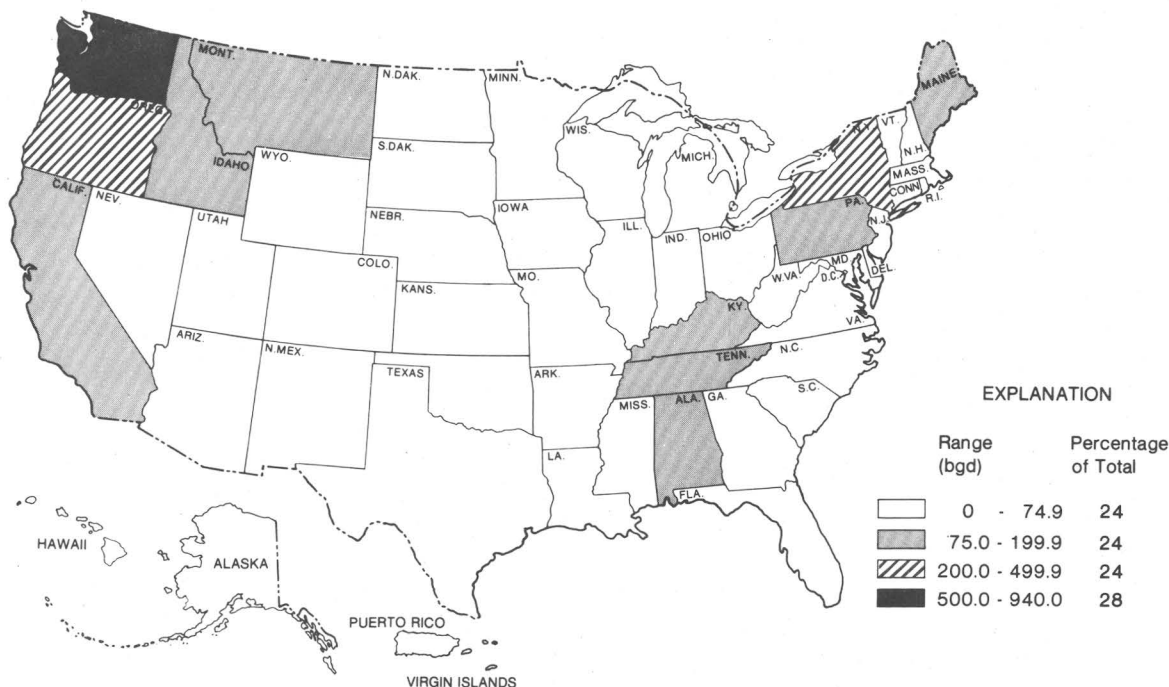 MONT.
N.DAK.
MINN.
MAINE
OREG.
WIS.
N.Y.
VT.
N.H.
IDAHO
WYO.
S.DAK.
MICH.
MASS.
CONN
R.I.
CALIF.
NEV.
UTAH
NEBR.
IOWA
ILL.
IND.
OHIO
PA.
N.J.
COLO.
MO.
W.VA.
MD
D.C.
DEL.
KANS.
KY.
VA.
ARIZ.
N.MEX.
TEXAS
ARK.
TENN.
N.C.
MISS.
ALA.
GA.
S.C.
LA.
FLA.
HAWAII
ALASKA
PUERTO RICO
VIRGIN ISLANDS
EXPLANATION
Range Percentage
(bgd) of Total
0 - 74.9 24
75.0 - 199.9 24
200.0 - 499.9 24
500.0 - 940.0 28